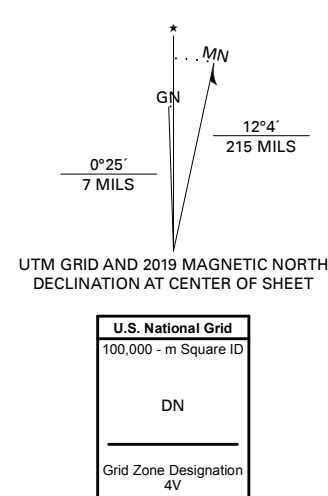 ★
MN
GN
12°4´
215 MILS
0°25´
7 MILS
UTM GRID AND 2019 MAGNETIC NORTH
DECLINATION AT CENTER OF SHEET
U.S. National Grid
100,000 - m Square ID
DN
Grid Zone Designation
4V